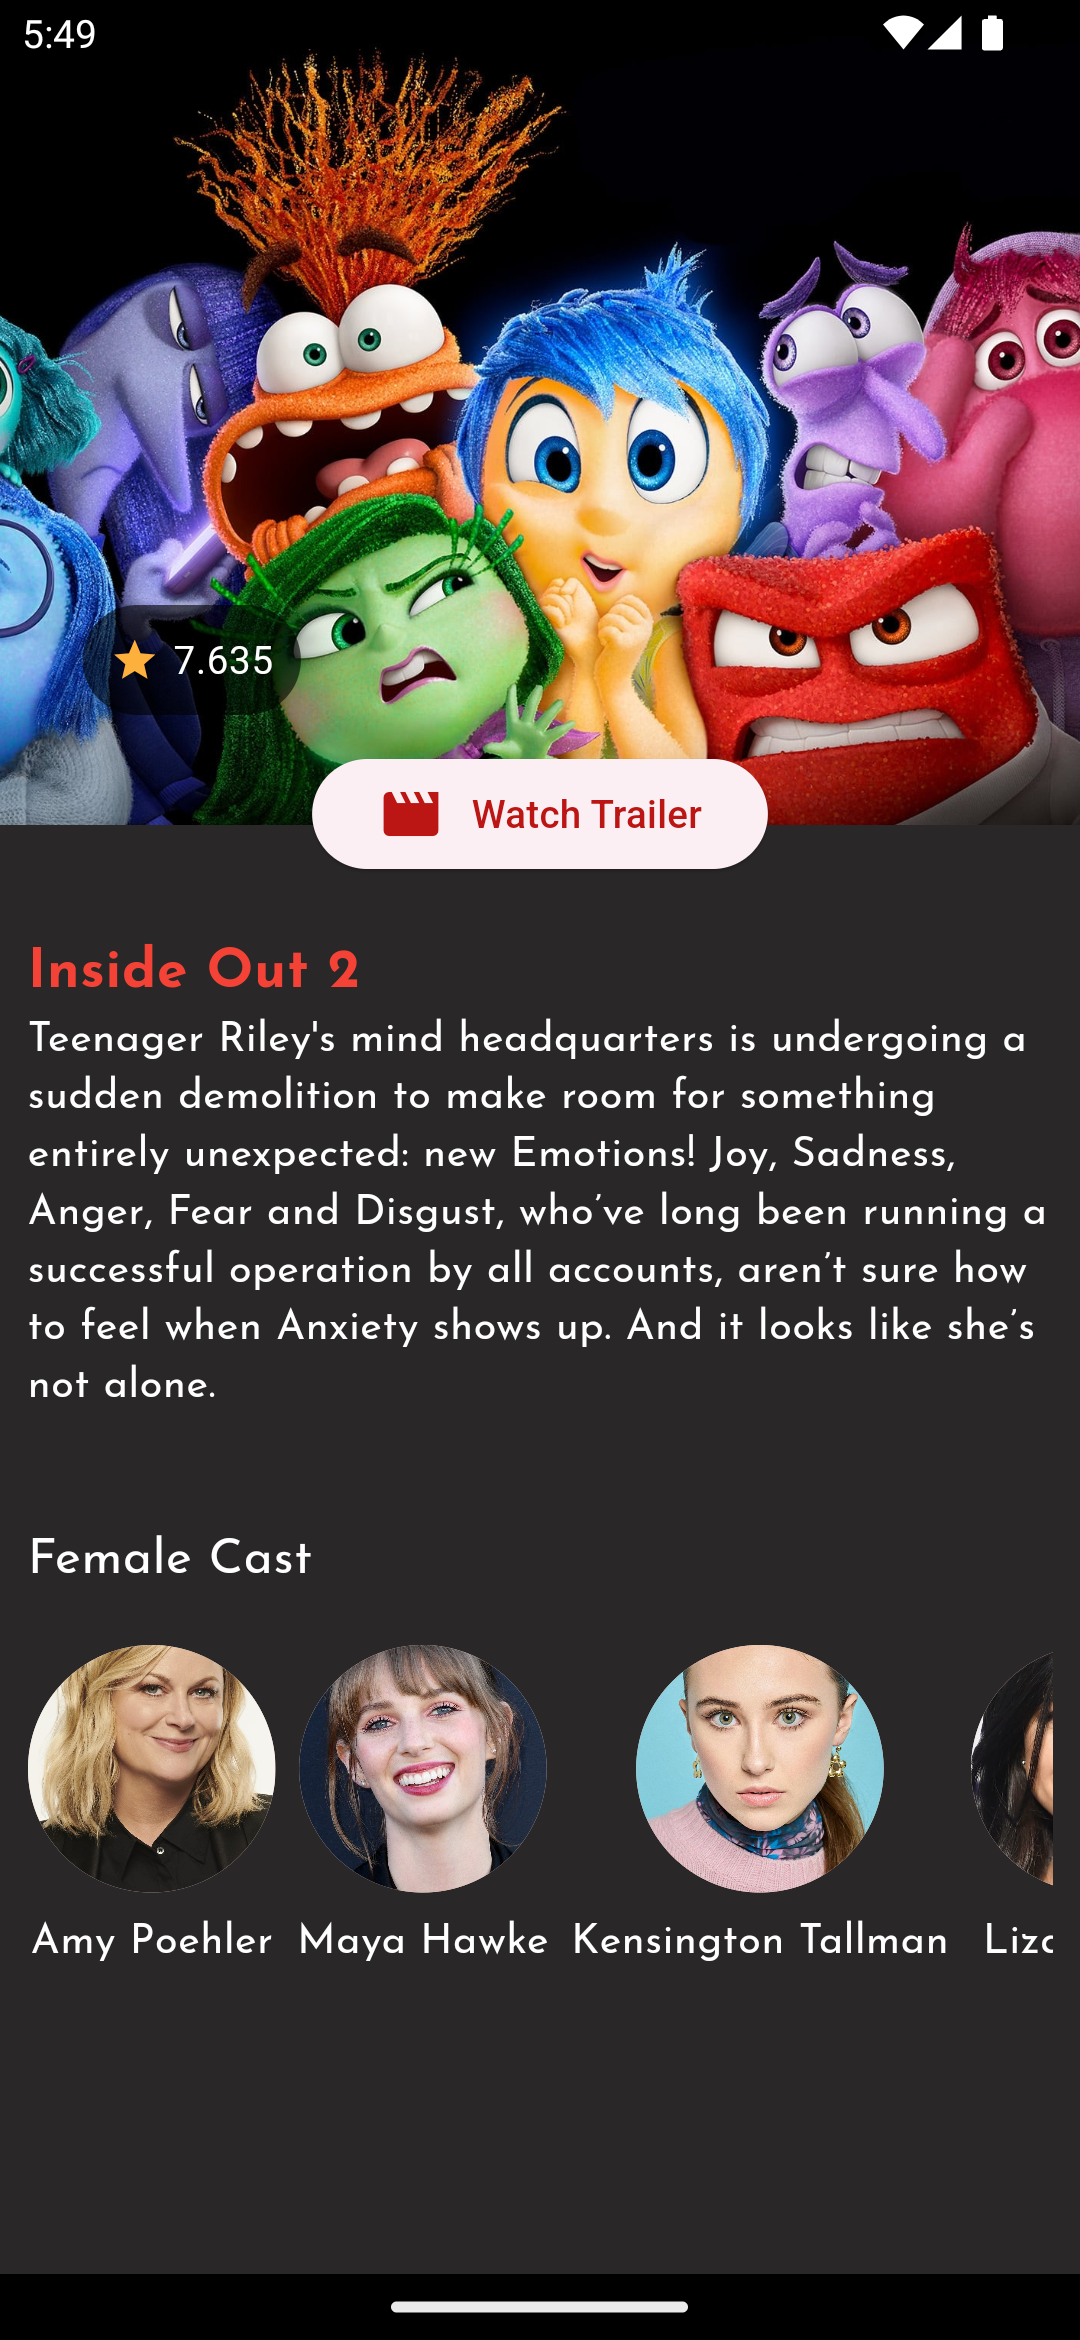 5:49
7.635
Watch Trailer
Inside Out 2
Teenager Riley's mind headquarters is undergoing a
sudden demolition to make room for something
entirely unexpected: new Emotions! Joy, Sadness,
Anger, Fear and Disgust, who’ve long been running a
successful operation by all accounts, aren’t sure how
to feel when Anxiety shows up. And it looks like she’s
not alone.
Female Cast
Amy Poehler
Maya Hawke
Kensington Tallman